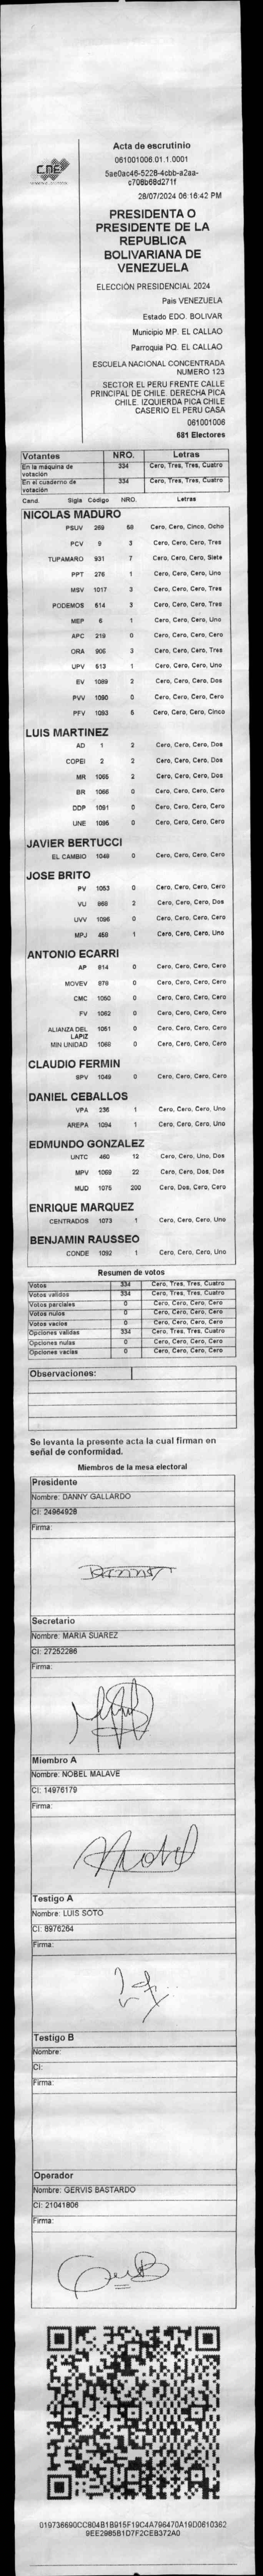 CNE
Acta de escrutinio
061001006.01.1.0001
5ae0ac46-5228-4cbb-a2aa-
c706b68d271f
28/07/2024 06:16:42 PM
PRESIDENTA O
PRESIDENTE DE LA
REPUBLICA
BOLIVARIANA DE
VENEZUELA
ELECCIÓN PRESIDENCIAL 2024
Pais VENEZUELA
Estado EDO. BOLIVAR
Municipio MP. EL CALLAO
Parroquia PQ. EL CALLAO
ESCUELA NACIONAL CONCENTRADA
NUMERO 123
SECTOR EL PERU FRENTE CALLE
PRINCIPAL DE CHILE. DERECHA PICA
CHILE. IZQUIERDA PICA CHILE
CASERIO EL PERU CASA
061001006
681 Electores
Votantes NRO. Letras
En la máquina de votación 334 Cero, Tres, Tres, Cuatro
En el cuaderno de votación 334 Cero, Tres, Tres, Cuatro
Cand. Sigla Codigo NRO. Letras
NICOLAS MADURO
PSUV 269 58 Cero, Cero, Cinco, Ocho
PCV 9 3 Cero, Cero, Cero, Tres
TUPAMARO 931 7 Cero, Cero, Cero, Siete
PPT 276 1 Cero, Cero, Cero, Uno
MSV 1017 3 Cero, Cero, Cero, Tres
PODEMOS 614 3 Cero, Cero, Cero, Tres
MEP 6 1 Cero, Cero, Cero, Uno
APC 219 0 Cero, Cero, Cero, Cero
ORA 906 3 Cero, Cero, Cero, Tres
UPV 513 1 Cero, Cero, Cero, Uno
EV 1089 2 Cero, Cero, Cero, Dos
PVV 1090 0 Cero, Cero, Cero, Cero
PFV 1093 5 Cero, Cero, Cero, Cinco
LUIS MARTINEZ
AD 1 2 Cero, Cero, Cero, Dos
COPEI 2 2 Cero, Cero, Cero, Dos
MR 1065 2 Cero, Cero, Cero, Dos
BR 1066 0 Cero, Cero, Cero, Cero
DDP 1091 0 Cero, Cero, Cero, Cero
UNE 1095 0 Cero, Cero, Cero, Cero
JAVIER BERTUCCI
EL CAMBIO 1048 0 Cero, Cero, Cero, Cero
JOSE BRITO
PV 1053 0 Cero, Cero, Cero, Cero
VU 868 2 Cero, Cero, Cero, Dos
UVV 1096 0 Cero, Cero, Cero, Cero
MPJ 459 1 Cero, Cero, Cero, Uno
ANTONIO ECARRI
AP 814 0 Cero, Cero, Cero, Cero
MOVEV 879 0 Cero, Cero, Cero, Cero
CMC 1050 0 Cero, Cero, Cero, Cero
FV 1062 0 Cero, Cero, Cero, Cero
ALIANZA DEL 1051 0 Cero, Cero, Cero, Cero
LAPIZ
MIN UNIDAD 1068 0 Cero, Cero, Cero, Cero
CLAUDIO FERMIN
SPV 1049 0 Cero, Cero, Cero, Cero
DANIEL CEBALLOS
VPA 236 1 Cero, Cero, Cero, Uno
AREPA 1094 1 Cero, Cero, Cero, Uno
EDMUNDO GONZALEZ
UNTC 460 12 Cero, Cero, Uno, Dos
MPV 1069 22 Cero, Cero, Dos, Dos
MUD 1075 200 Cero, Dos, Cero, Cero
ENRIQUE MARQUEZ
CENTRADOS 1073 1 Cero, Cero, Cero, Uno
BENJAMIN RAUSSEO
CONDE 1092 1 Cero, Cero, Cero, Uno
Resumen de votos
Votos 334 Cero, Tres, Tres, Cuatro
Votos validos 334 Cero, Tres, Tres, Cuatro
Votos parciales 0 Cero, Cero, Cero, Cero
Votos nulos 0 Cero, Cero, Cero, Cero
Votos vacios 0 Cero, Cero, Cero, Cero
Opciones validas 334 Cero, Tres, Tres, Cuatro
Opciones nulas 0 Cero, Cero, Cero, Cero
Opciones vacias 0 Cero, Cero, Cero, Cero
Observaciones:
Se levanta la presente acta la cual firman en
señal de conformidad.
Miembros de la mesa electoral
Presidente
Nombre: DANNY GALLARDO
CI: 24964928
Firma:
Secretario
Nombre: MARIA SUAREZ
CI: 27252286
Firma:
Miembro A
Nombre: NOBEL MALAVE
CI: 14976179
Firma:
Nobel
Testigo A
Nombre: LUIS SOTO
CI: 8976264
Firma:
Testigo B
Nombre:
CI:
Firma:
Operador
Nombre: GERVIS BASTARDO
CI: 21041806
Firma:
019736690CC804B1B915F19C4A796470A19D0610362
9EE2985B1D7F2CEB372A0